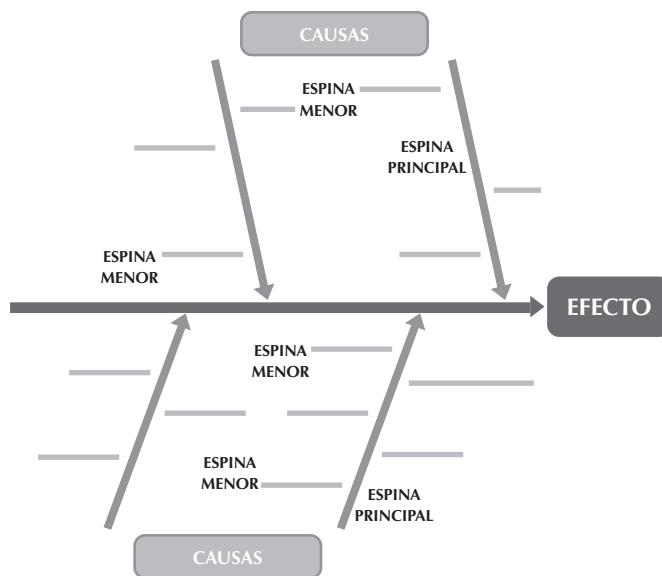 CAUSAS
ESPINA
MENOR
ESPINA
PRINCIPAL
ESPINA
MENOR
EFECTO
ESPINA
MENOR
ESPINA
MENOR
ESPINA
PRINCIPAL
CAUSAS